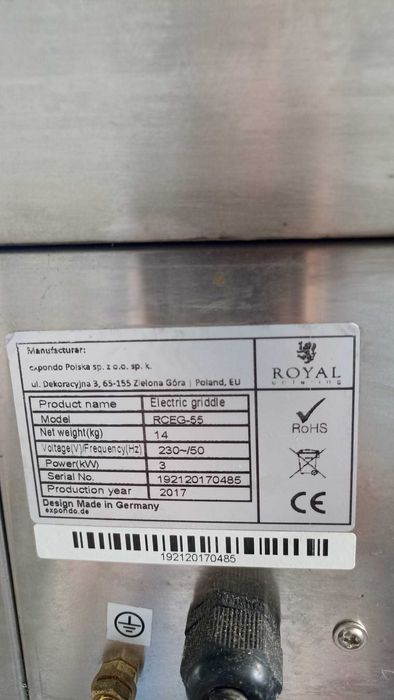 Manufacturer:
expondo Polska sp. z o.o. sp. k.
ul. Dekoracyjna 3, 65-155 Zielona Góra | Poland, EU
ROYAL
catering
Product name Electric griddle
Model RCEG-55
Net weight(kg) 14
Voltage(V)/Frequency(Hz) 230~/50
Power(kW) 3
Serial No. 192120170485
Production year 2017
Design Made in Germany
expondo.de
RoHS
CE
192120170485